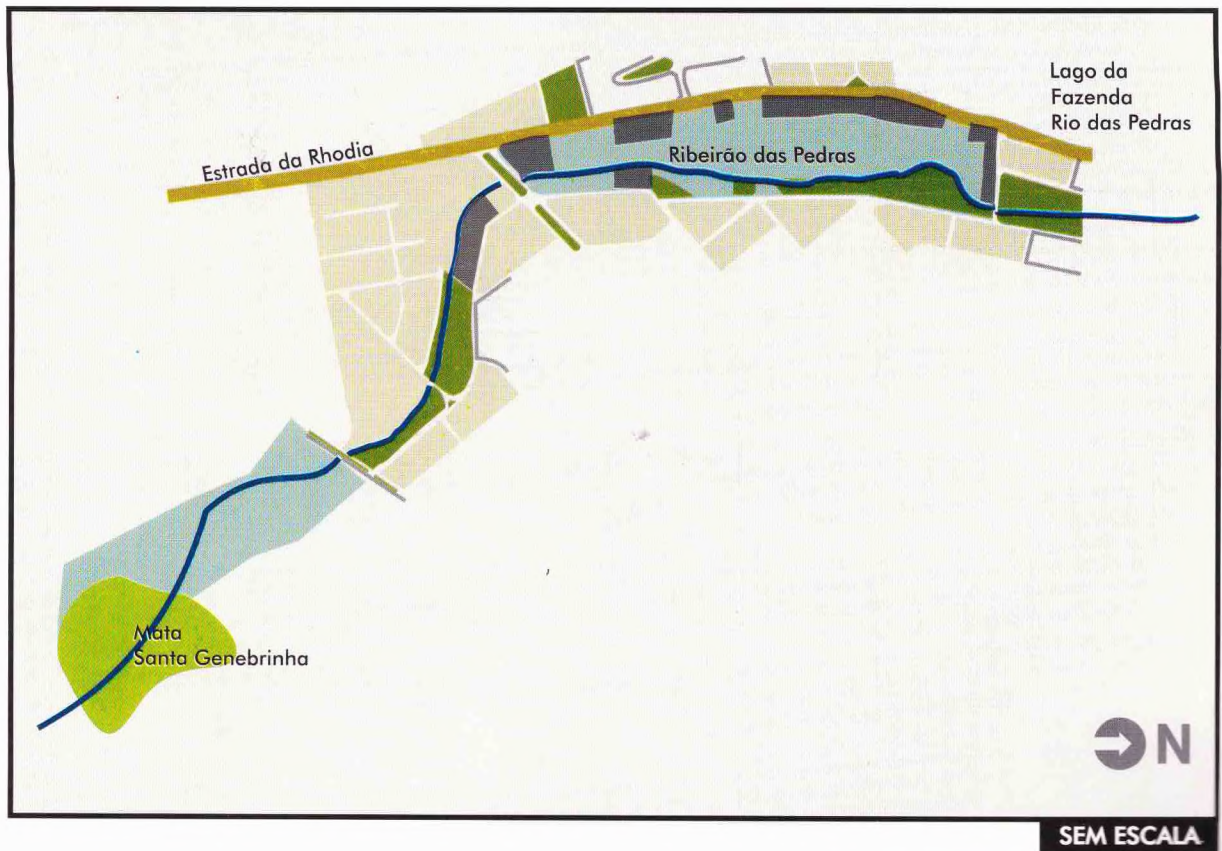 Lago da
Fazenda
Rio das Pedras
Estrada da Rhodia
Ribeirão das Pedras
Mata
Santa Genebrinha
N
SEM ESCALA